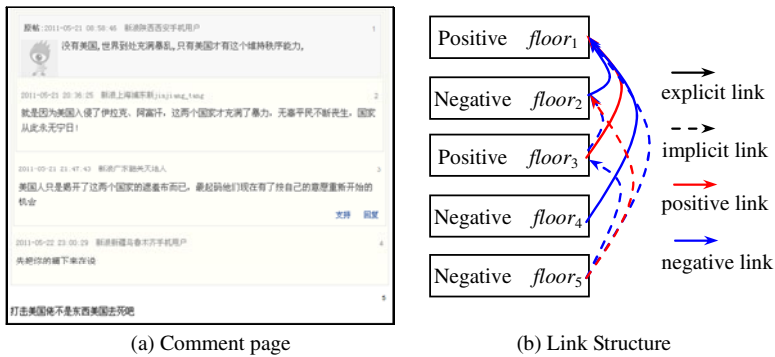 原帖:2011-05-21 08:58:48 新浪陕西西安手机用户 1
没有美国,世界到处充满暴乱,只有美国才有这个维持秩序能力。
2011-05-21 20:36:25 新浪上海浦东新jinjiang_tang 2
就是因为美国人侵了伊拉克、阿富汗,这两个国家才充满了暴力,无辜平民不断丧生,国家
从此永无宁日!
2011-05-21 21:47:43 新浪广东韶关天地人 3
美国人只是揭开了这两个国家的遮羞布而已,最起码他们现在有了按自己的意愿重新开始的
机会
支持 回复
2011-05-22 23:00:29 新浪新疆乌鲁木齐手机用户 4
先把你的 下来在说
5
打击美国佬不是东西美国去死吧
(a) Comment page
Positive floor1
Negative floor2
Positive floor3
Negative floor4
Negative floor5
explicit link
implicit link
positive link
negative link
(b) Link Structure